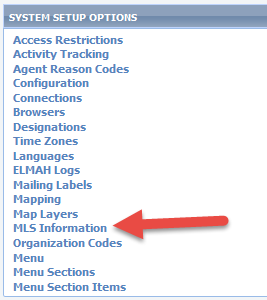 SYSTEM SETUP OPTIONS
Access Restrictions
Activity Tracking
Agent Reason Codes
Configuration
Connections
Browsers
Designations
Time Zones
Languages
ELMAH Logs
Mailing Labels
Mapping
Map Layers
MLS Information
Organization Codes
Menu
Menu Sections
Menu Section Items